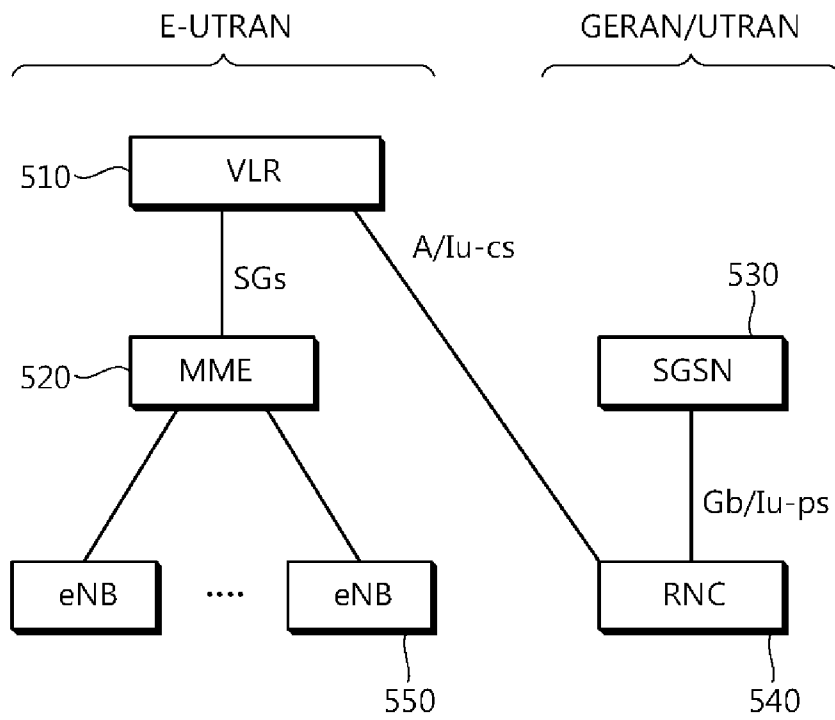 E-UTRAN
GERAN/UTRAN
510
VLR
A/Iu-cs
SGs
530
520
MME
SGSN
Gb/Iu-ps
eNB
....
eNB
RNC
550
540